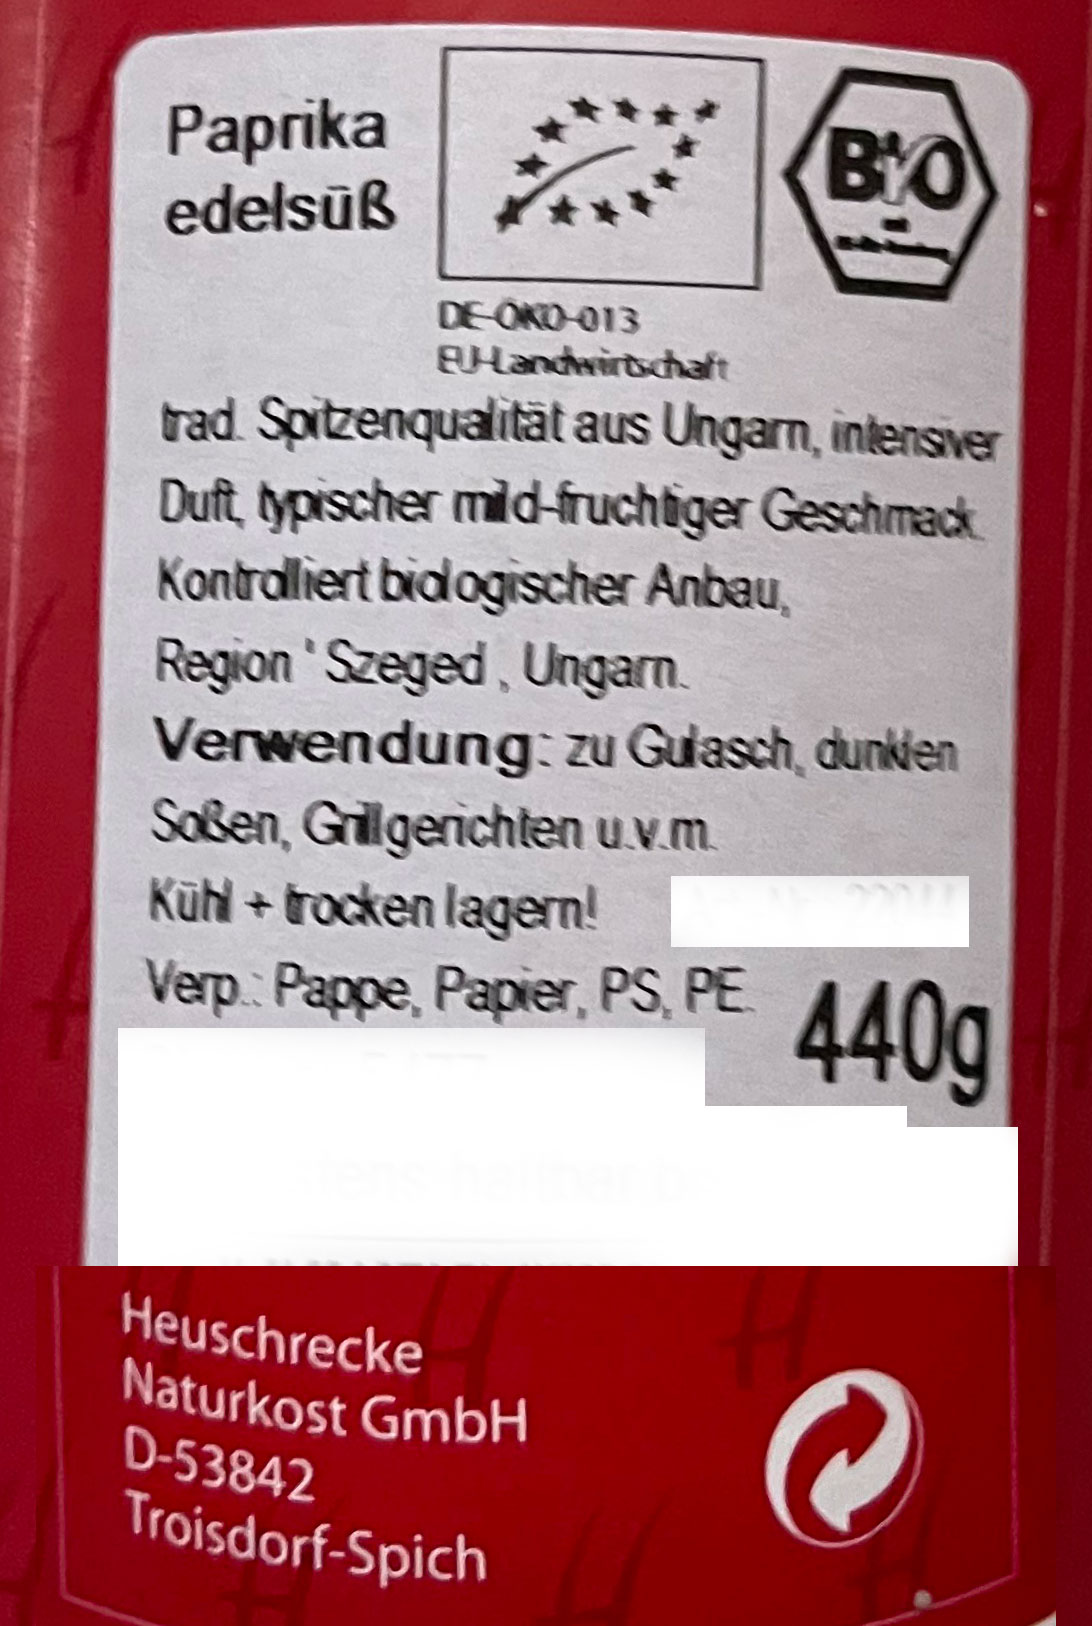 Paprika
edelsüß
BIO
DE-ÖKO-013
EU-Landwirtschaft
trad. Spitzenqualität aus Ungarn, intensiver
Duft, typischer mild-fruchtiger Geschmack.
Kontrolliert biologischer Anbau,
Region ' Szeged , Ungarn.
Verwendung: zu Gulasch, dunklen
Soßen, Grillgerichten u.v.m.
Kühl + trocken lagern!
Verp.: Pappe, Papier, PS, PE.
440g
Heuschrecke
Naturkost GmbH
D-53842
Troisdorf-Spich